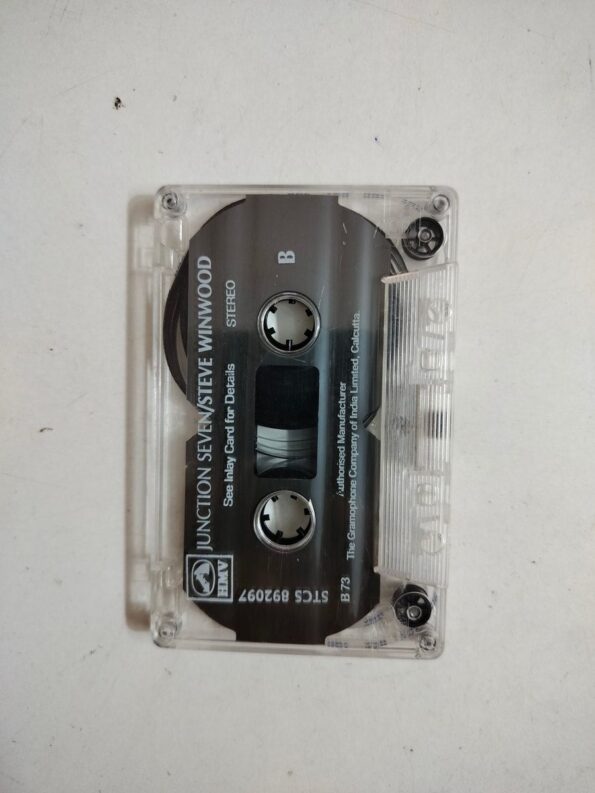 JUNCTION SEVEN/STEVE WINWOOD
HMV
See Inlay Card for Details STEREO
B
STCS 892097
Authorised Manufacturer
B 73 The Gramophone Company of India Limited, Calcutta.